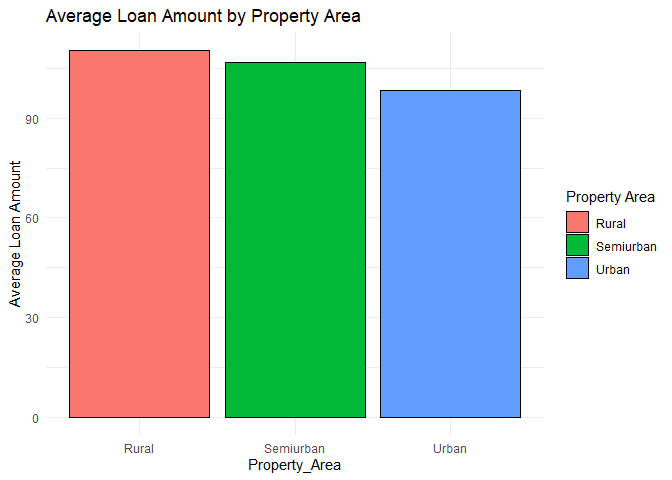 Average Loan Amount by Property Area
Average Loan Amount
90
60
30
0
Rural
Semiurban
Urban
Property_Area
Property Area
Rural
Semiurban
Urban